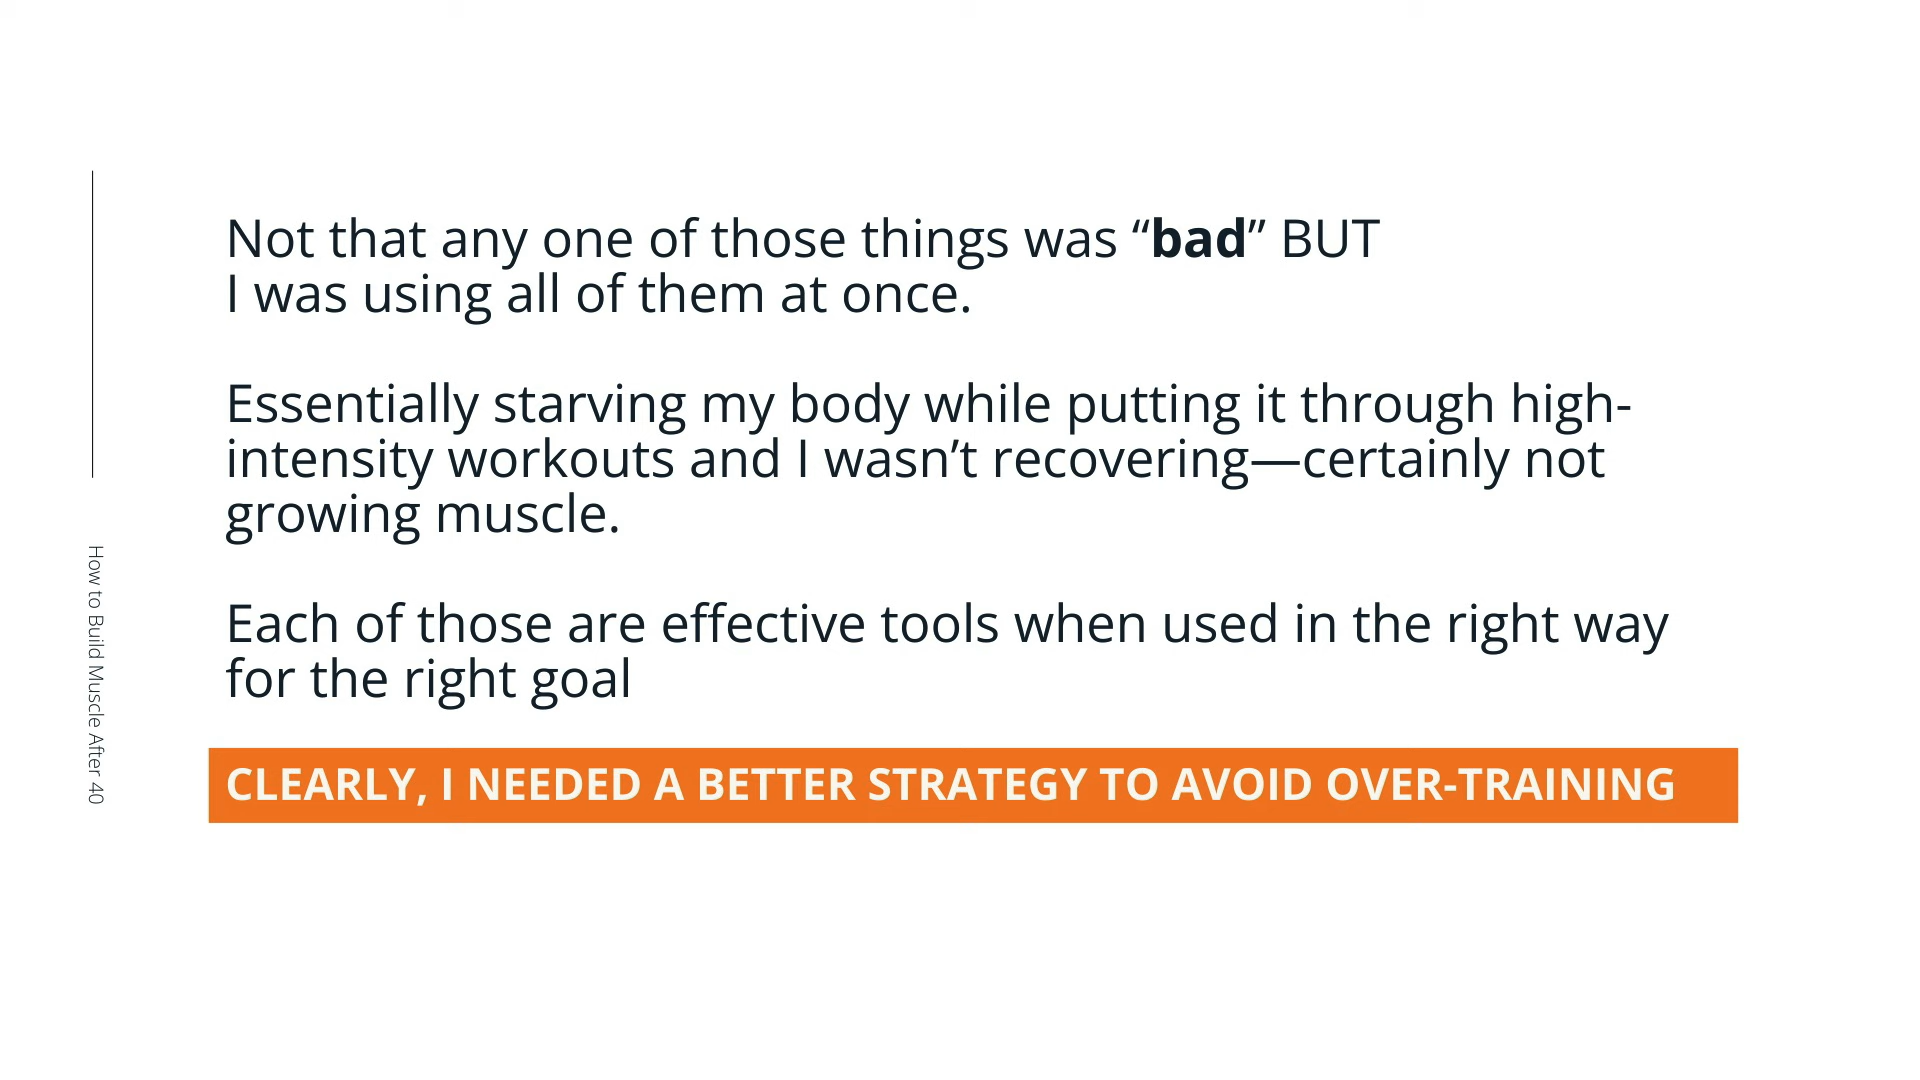 Not that any one of those things was “bad” BUT
I was using all of them at once.
Essentially starving my body while putting it through high-
intensity workouts and I wasn’t recovering—certainly not
growing muscle.
Each of those are effective tools when used in the right way
for the right goal
CLEARLY, I NEEDED A BETTER STRATEGY TO AVOID OVER-TRAINING
How to Build Muscle After 40